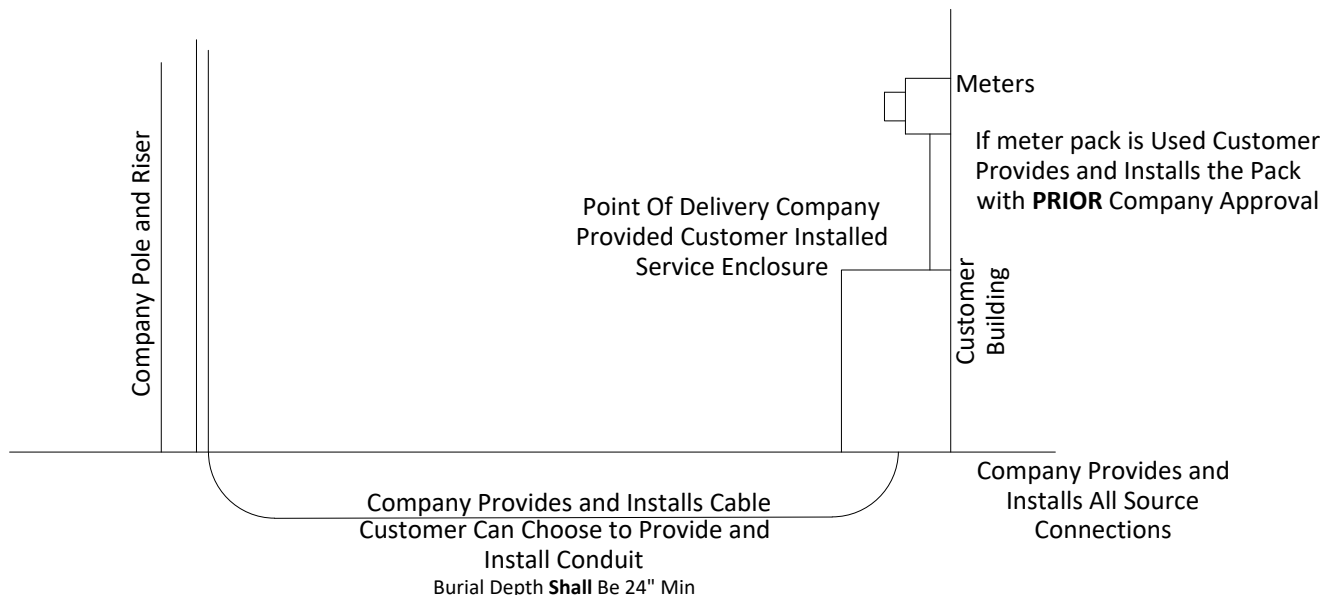 Company Pole and Riser
Meters
If meter pack is Used Customer
Provides and Installs the Pack
with PRIOR Company Approval
Point Of Delivery Company
Provided Customer Installed
Service Enclosure
Customer
Building
Company Provides and Installs Cable
Customer Can Choose to Provide and
Install Conduit
Burial Depth Shall Be 24" Min
Company Provides and
Installs All Source
Connections